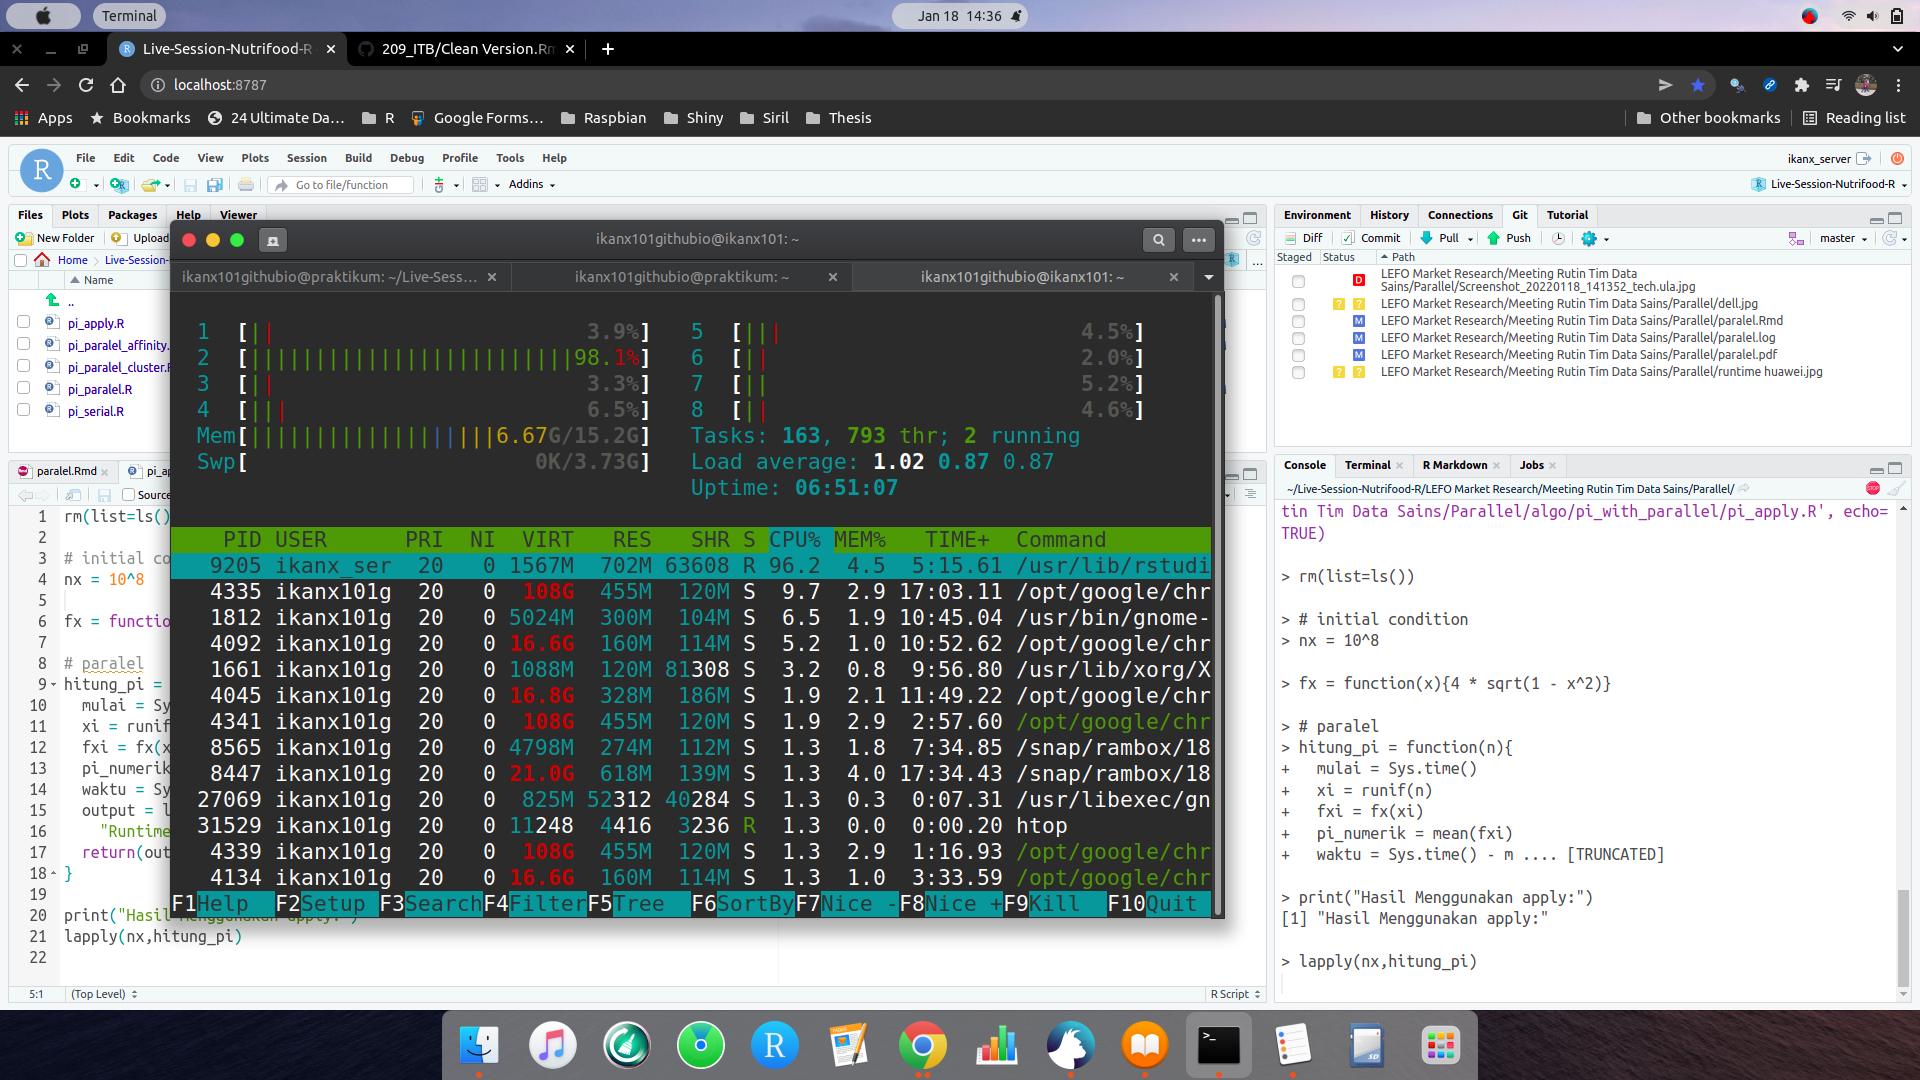 Terminal
Jan 18 14:36
Live-Session-Nutrifood-R
209_ITB/Clean Version.Rm
localhost:8787
Apps
Bookmarks
24 Ultimate Da...
R
Google Forms...
Raspbian
Shiny
Siril
Thesis
Other bookmarks
Reading list
R
File Edit Code View Plots Session Build Debug Profile Tools Help
ikanx_server
Go to file/function
Addins
Live-Session-Nutrifood-R
Files Plots Packages Help Viewer
New Folder
Upload
Home
Live-Sessi
Name
..
pi_apply.R
pi_paralel_affinity.
pi_paralel_cluster.R
pi_paralel.R
pi_serial.R
ikanx101githubio@ikanx101: ~
ikanx101githubio@praktikum: ~/Live-Sess...
ikanx101githubio@praktikum: ~
ikanx101githubio@ikanx101: ~
1 [|| 3.9%] 5 [||| 4.5%]
2 [|||||||||||||||||||||||||98.1%] 6 [|| 2.0%]
3 [|| 3.3%] 7 [|| 5.2%]
4 [||| 6.5%] 8 [|| 4.6%]
Mem[|||||||||||||||||||6.67G/15.2G] Tasks: 163, 793 thr; 2 running
Swp[ 0K/3.73G] Load average: 1.02 0.87 0.87
Uptime: 06:51:07
PID USER PRI NI VIRT RES SHR S CPU% MEM% TIME+ Command
9205 ikanx_ser 20 0 1567M 702M 63608 R 96.2 4.5 5:15.61 /usr/lib/rstudi
4335 ikanx101g 20 0 108G 455M 120M S 9.7 2.9 17:03.11 /opt/google/chr
1812 ikanx101g 20 0 5024M 300M 104M S 6.5 1.9 10:45.04 /usr/bin/gnome-
4092 ikanx101g 20 0 16.6G 160M 114M S 5.2 1.0 10:52.62 /opt/google/chr
1661 ikanx101g 20 0 1088M 120M 81308 S 3.2 0.8 9:56.80 /usr/lib/xorg/X
4045 ikanx101g 20 0 16.8G 328M 186M S 1.9 2.1 11:49.22 /opt/google/chr
4341 ikanx101g 20 0 108G 455M 120M S 1.9 2.9 2:57.60 /opt/google/chr
8565 ikanx101g 20 0 4798M 274M 112M S 1.3 1.8 7:34.85 /snap/rambox/18
8447 ikanx101g 20 0 21.0G 618M 139M S 1.3 4.0 17:34.43 /snap/rambox/18
27069 ikanx101g 20 0 825M 52312 40284 S 1.3 0.3 0:07.31 /usr/libexec/gn
31529 ikanx101g 20 0 11248 4416 3236 R 1.3 0.0 0:00.20 htop
4339 ikanx101g 20 0 108G 455M 120M S 1.3 2.9 1:16.93 /opt/google/chr
4134 ikanx101g 20 0 16.6G 160M 114M S 1.3 1.0 3:33.59 /opt/google/chr
F1Help F2Setup F3SearchF4FilterF5Tree F6SortByF7Nice -F8Nice +F9Kill F10Quit
paralel.Rmd
pi_ap
Source
1 rm(list=ls()
2
3 # initial co
4 nx = 10^8
5
6 fx = functio
7
8 # paralel
9 hitung_pi =
10 mulai = Sy
11 xi = runif
12 fxi = fx(x
13 pi_numerik
14 waktu = Sy
15 output = l
16 "Runtime
17 return(out
18 }
19
20 print("Hasil Menggunakan apply:")
21 lapply(nx,hitung_pi)
22
5:1
(Top Level)
R Script
Environment History Connections Git Tutorial
Diff Commit Pull Push
master
Staged Status Path
D LEFO Market Research/Meeting Rutin Tim Data
Sains/Parallel/Screenshot_20220118_141352_tech.ula.jpg
? ? LEFO Market Research/Meeting Rutin Tim Data Sains/Parallel/dell.jpg
M LEFO Market Research/Meeting Rutin Tim Data Sains/Parallel/paralel.Rmd
M LEFO Market Research/Meeting Rutin Tim Data Sains/Parallel/paralel.log
M LEFO Market Research/Meeting Rutin Tim Data Sains/Parallel/paralel.pdf
? ? LEFO Market Research/Meeting Rutin Tim Data Sains/Parallel/runtime huawei.jpg
Console Terminal R Markdown Jobs
~/Live-Session-Nutrifood-R/LEFO Market Research/Meeting Rutin Tim Data Sains/Parallel/
STOP
tin Tim Data Sains/Parallel/algo/pi_with_parallel/pi_apply.R', echo=
TRUE)
> rm(list=ls())
> # initial condition
> nx = 10^8
> fx = function(x){4 * sqrt(1 - x^2)}
> # paralel
> hitung_pi = function(n){
+ mulai = Sys.time()
+ xi = runif(n)
+ fxi = fx(xi)
+ pi_numerik = mean(fxi)
+ waktu = Sys.time() - m .... [TRUNCATED]
> print("Hasil Menggunakan apply:")
[1] "Hasil Menggunakan apply:"
> lapply(nx,hitung_pi)
R
>_
SD